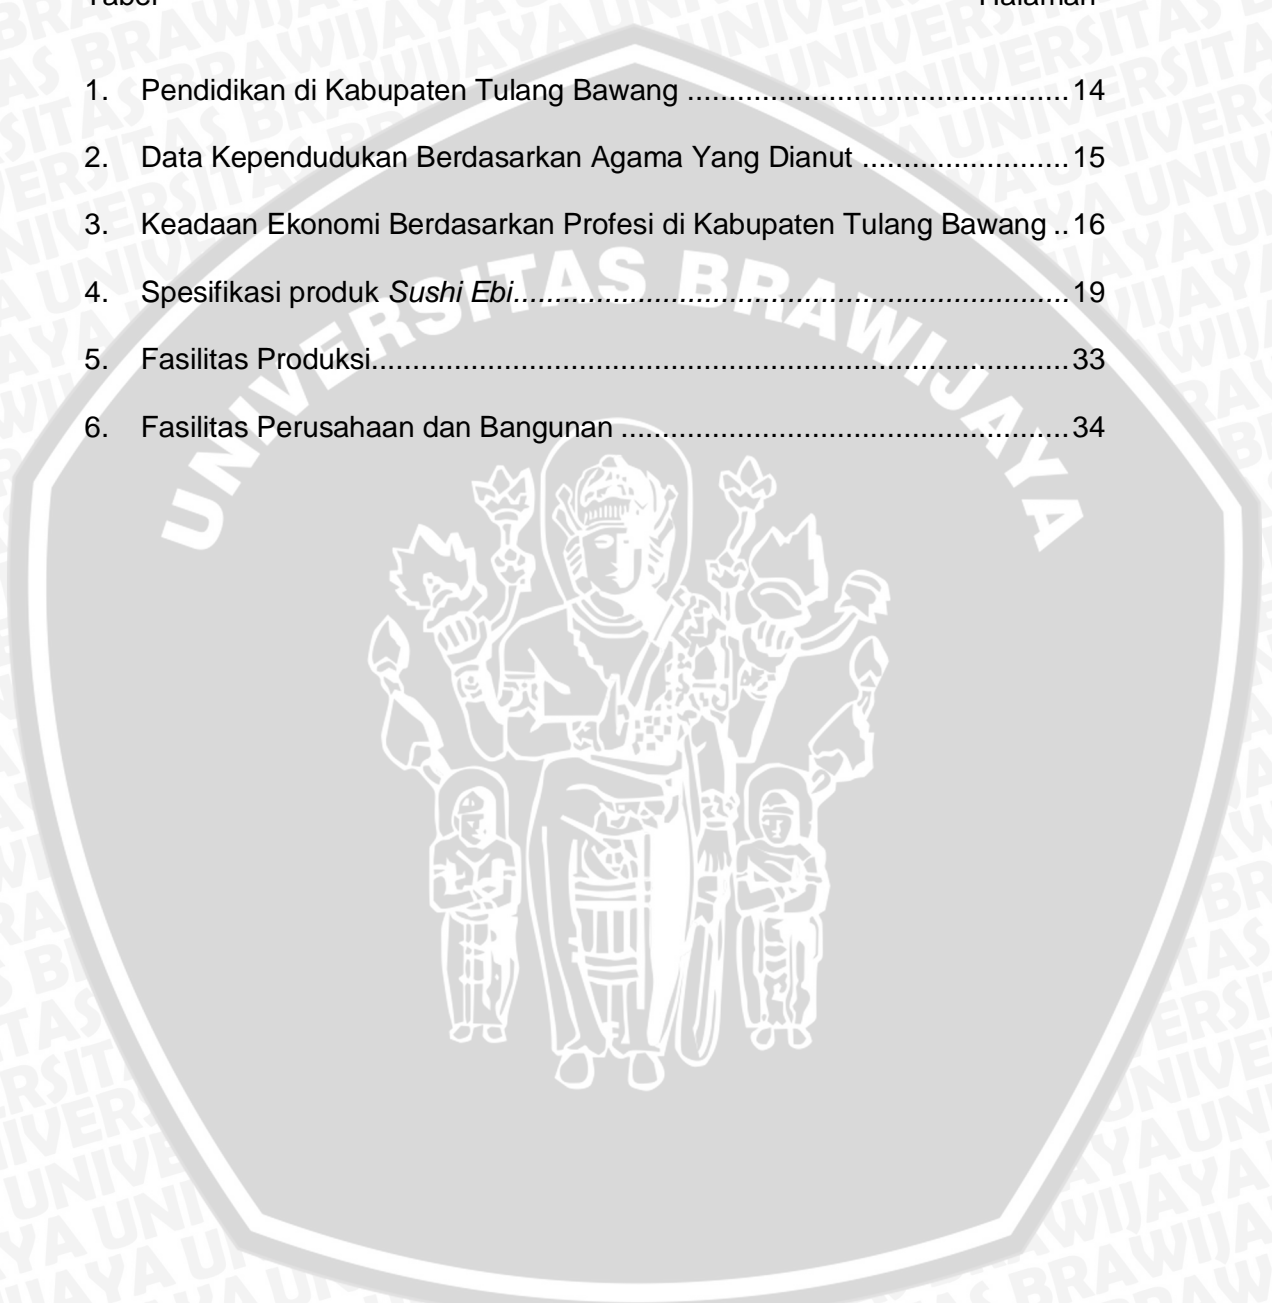 Tabel Halaman
1. Pendidikan di Kabupaten Tulang Bawang ............................................. 14
2. Data Kependudukan Berdasarkan Agama Yang Dianut ........................ 15
3. Keadaan Ekonomi Berdasarkan Profesi di Kabupaten Tulang Bawang .. 16
4. Spesifikasi produk Sushi Ebi................................................................... 19
5. Fasilitas Produksi.................................................................................... 33
6. Fasilitas Perusahaan dan Bangunan ...................................................... 34
UNIVERSITAS BRAWIJAYA